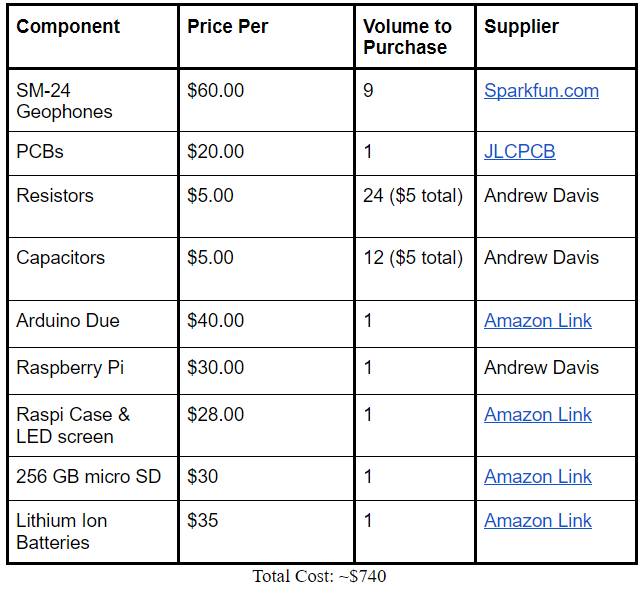 Component Price Per Volume to Supplier
Purchase
SM-24 $60.00 9 Sparkfun.com
Geophones
PCBs $20.00 1 JLCPCB
Resistors $5.00 24 ($5 total) Andrew Davis
Capacitors $5.00 12 ($5 total) Andrew Davis
Arduino Due $40.00 1 Amazon Link
Raspberry Pi $30.00 1 Andrew Davis
Raspi Case & $28.00 1 Amazon Link
LED screen
256 GB micro SD $30 1 Amazon Link
Lithium Ion $35 1 Amazon Link
Batteries
Total Cost: ~$740